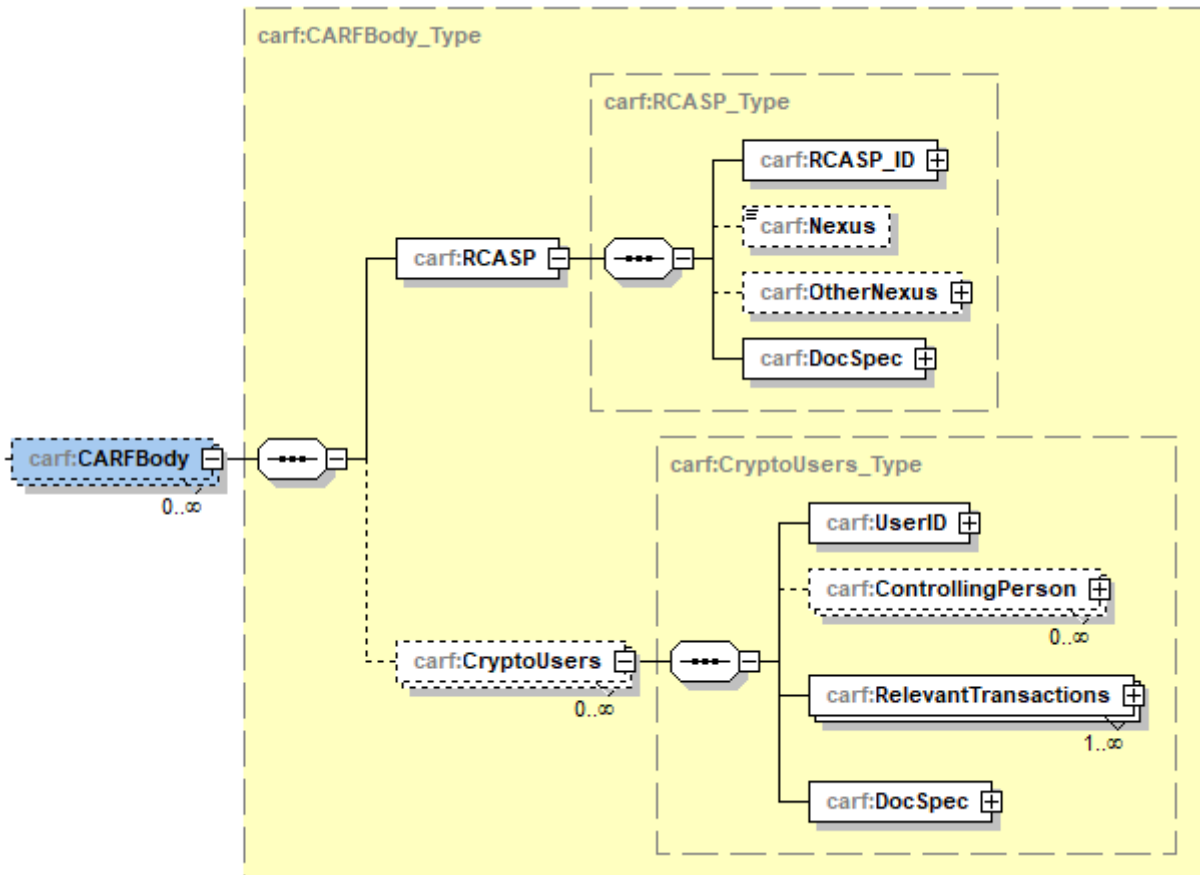 carf:CARFBody_Type
carf:RCASP_Type
carf:RCASP_ID
carf:Nexus
carf:RCASP
carf:OtherNexus
carf:DocSpec
carf:CARFBody
0..∞
carf:CryptoUsers_Type
carf:UserID
carf:ControllingPerson
0..∞
carf:CryptoUsers
0..∞
carf:RelevantTransactions
1..∞
carf:DocSpec